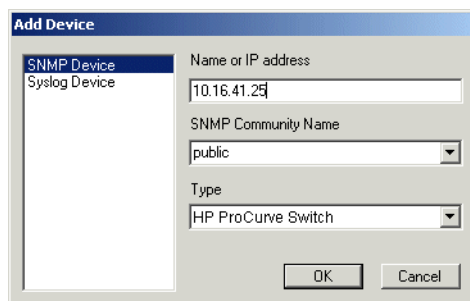 Add Device
SNMP Device
Syslog Device
Name or IP address
10.16.41.25
SNMP Community Name
public
Type
HP ProCurve Switch
OK
Cancel